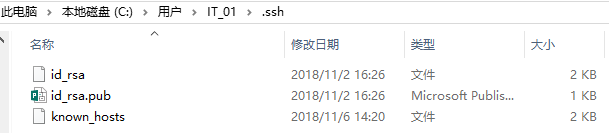 此电脑 > 本地磁盘 (C:) > 用户 > IT_01 > .ssh
名称 修改日期 类型 大小
id_rsa 2018/11/2 16:26 文件 2 KB
id_rsa.pub 2018/11/2 16:26 Microsoft Publis... 1 KB
known_hosts 2018/11/6 14:20 文件 1 KB